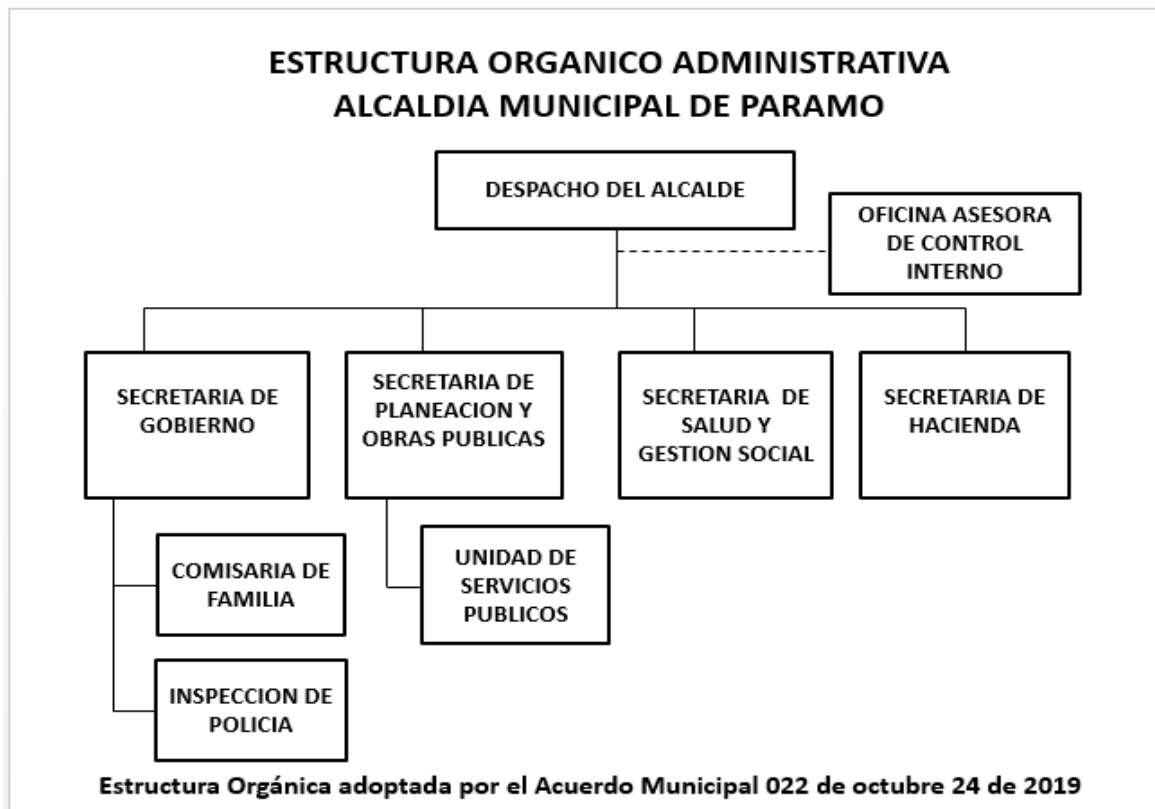 ESTRUCTURA ORGANICO ADMINISTRATIVA
ALCALDIA MUNICIPAL DE PARAMO
DESPACHO DEL ALCALDE
OFICINA ASESORA
DE CONTROL
INTERNO
SECRETARIA DE
GOBIERNO
SECRETARIA DE
PLANEACION Y
OBRAS PUBLICAS
SECRETARIA DE
SALUD Y
GESTION SOCIAL
SECRETARIA DE
HACIENDA
COMISARIA DE
FAMILIA
UNIDAD DE
SERVICIOS
PUBLICOS
INSPECCION DE
POLICIA
Estructura Orgánica adoptada por el Acuerdo Municipal 022 de octubre 24 de 2019